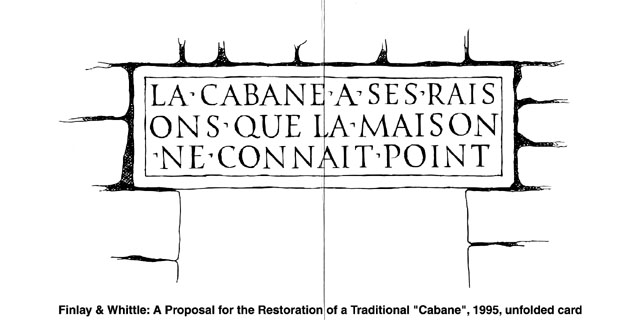 LA·CABANE·A·SES·RAIS
ONS·QUE LA·MAISON
·NE·CONNAIT·POINT
Finlay & Whittle: A Proposal for the Restoration of a Traditional "Cabane", 1995, unfolded card